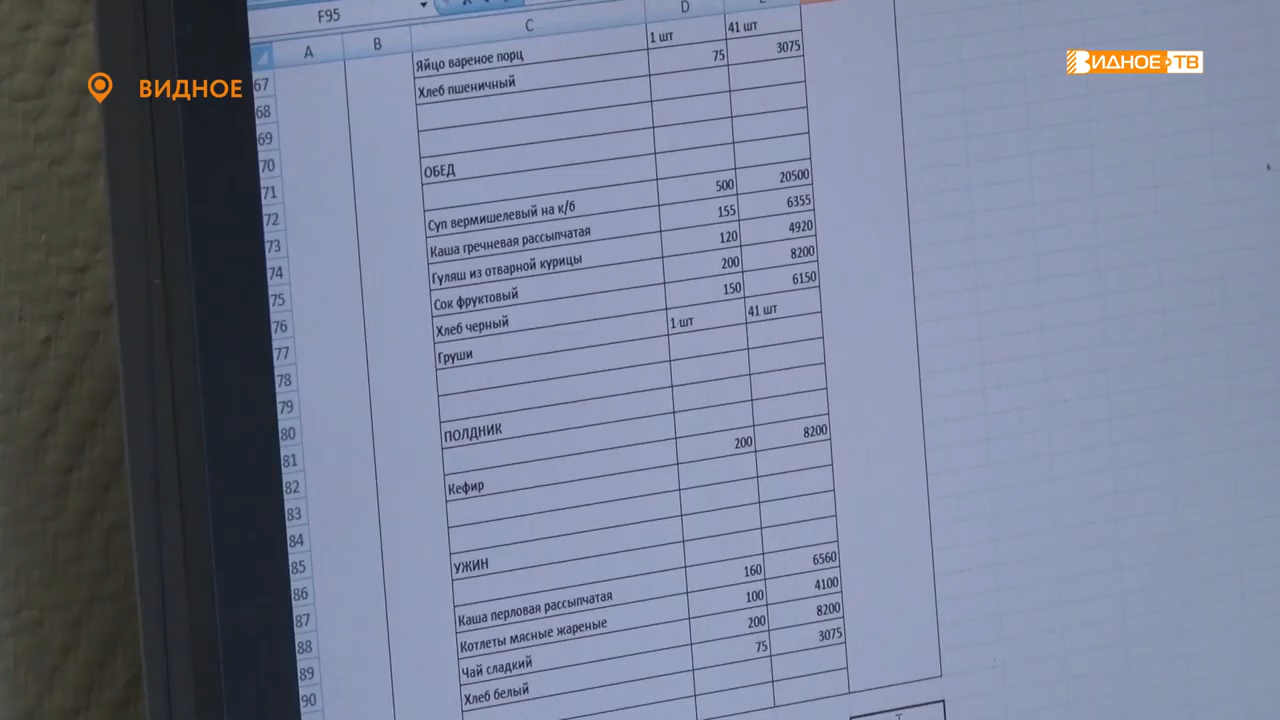 F95
A B C D
ВИДНОЕ
ВИДНОЕ ТВ
Яйцо вареное порц 1 шт 41 шт
67 Хлеб пшеничный 75 3075
68
69
70 ОБЕД
71
72 Суп вермишелевый на к/б 500 20500
73 Каша гречневая рассыпчатая 155 6355
74 Гуляш из отварной курицы 120 4920
75 Сок фруктовый 200 8200
76 Хлеб черный 150 6150
77 Груши 1 шт 41 шт
78
79
80 ПОЛДНИК
81
82 Кефир 200 8200
83
84
85 УЖИН
86
87 Каша перловая рассыпчатая 160 6560
88 Котлеты мясные жареные 100 4100
89 Чай сладкий 200 8200
90 Хлеб белый 75 3075